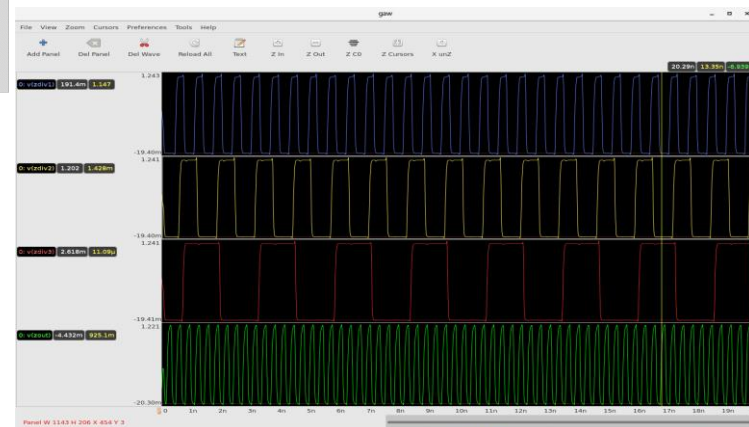 gaw
File View Zoom Cursors Preferences Tools Help
Add Panel Del Panel Del Wave Reload All Text Z In Z Out Z C0 Z Cursors X unZ
20.29n 13.35n
1.243
0: v(zdiv1) 191.4m 1.147
-19.40m
1.241
0: v(zdiv2) 1.202 1.428m
-19.40m
1.241
0: v(zdiv3) 2.618m 11.09µ
-19.41m
1.221
0: v(zout) -4.432m 925.1m
-20.30m
0 1n 2n 3n 4n 5n 6n 7n 8n 9n 10n 11n 12n 13n 14n 15n 16n 17n 18n 19n
Panel W 1143 H 206 X 454 Y 3